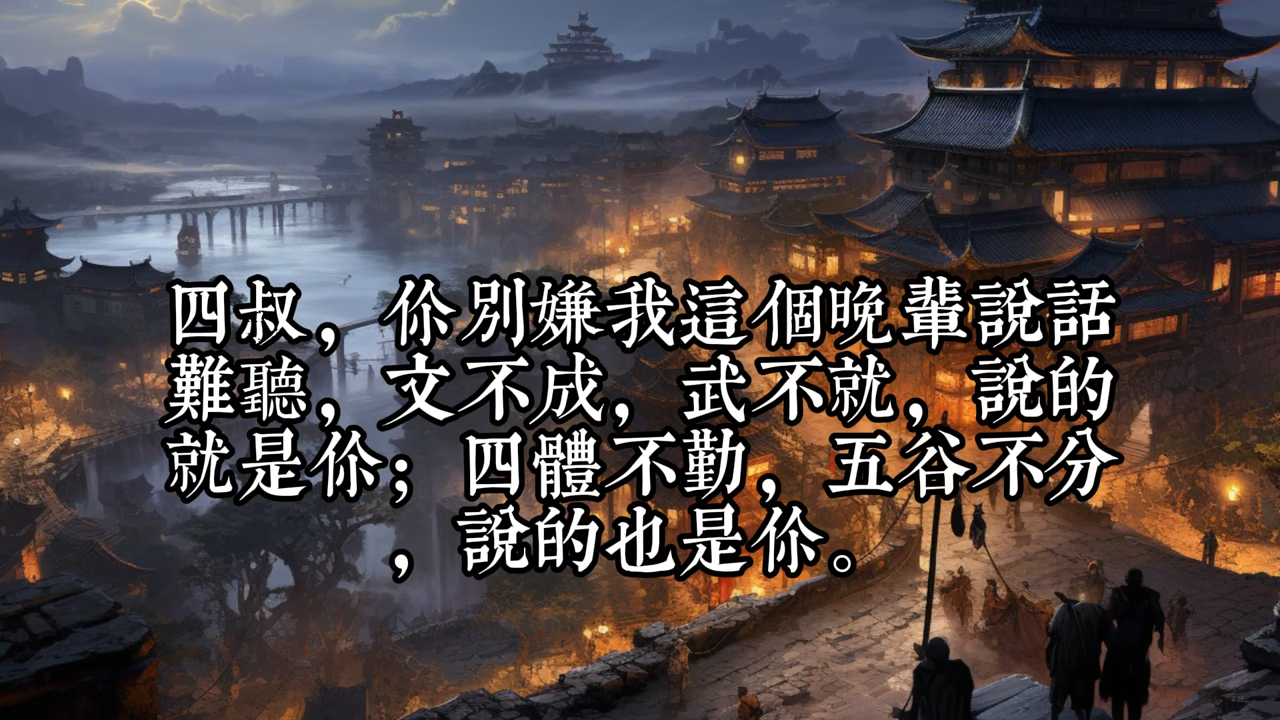 四叔，你別嫌我這個晚輩說話
難聽，文不成，武不就，說的
就是你；四體不勤，五谷不分
，說的也是你。